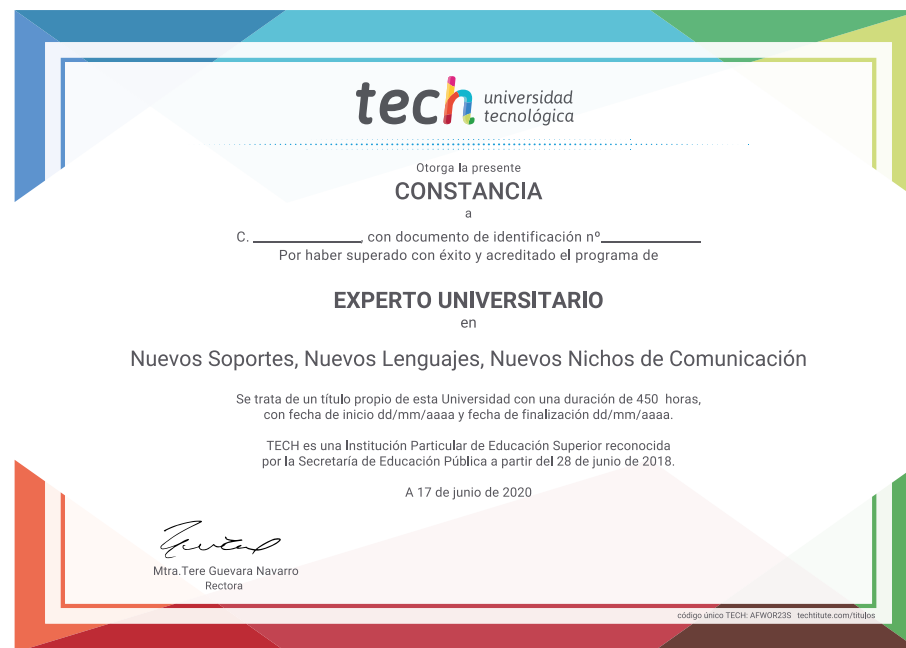 tech universidad
tecnológica
Otorga la presente
CONSTANCIA
a
C. ____________, con documento de identificación nº____________
Por haber superado con éxito y acreditado el programa de
EXPERTO UNIVERSITARIO
en
Nuevos Soportes, Nuevos Lenguajes, Nuevos Nichos de Comunicación
Se trata de un título propio de esta Universidad con una duración de 450 horas,
con fecha de inicio dd/mm/aaaa y fecha de finalización dd/mm/aaaa.
TECH es una Institución Particular de Educación Superior reconocida
por la Secretaría de Educación Pública a partir del 28 de junio de 2018.
A 17 de junio de 2020
Mtra.Tere Guevara Navarro
Rectora
código único TECH: AFWOR23S techtitute.com/titulos